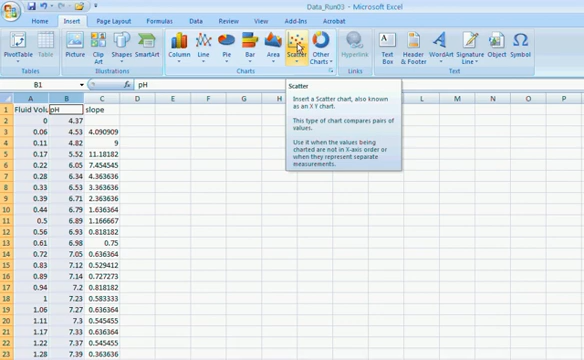 Data_Run03 - Microsoft Excel
Home Insert Page Layout Formulas Data Review View Add-Ins Acrobat
PivotTable Table Picture Clip Art Shapes SmartArt Column Line Pie Bar Area Scatter Other Charts Hyperlink Text Box Header & Footer WordArt Signature Line Object Symbol
Tables Illustrations Charts Links Text
B1 pH
Scatter
Insert a Scatter chart, also known as an X Y chart.
This type of chart compares pairs of values.
Use it when the values being charted are not in X-axis order or when they represent separate measurements.
A B C D E F G H L M N O P
1 Fluid Volu pH slope
2 0 4.37
3 0.06 4.53 4.090909
4 0.11 4.82 9
5 0.17 5.52 11.18182
6 0.22 6.05 7.454545
7 0.28 6.34 4.363636
8 0.33 6.53 3.363636
9 0.39 6.71 2.363636
10 0.44 6.79 1.636364
11 0.5 6.89 1.166667
12 0.56 6.93 0.818182
13 0.61 6.98 0.75
14 0.72 7.05 0.636364
15 0.83 7.12 0.529412
16 0.89 7.14 0.727273
17 0.94 7.2 0.818182
18 1 7.23 0.583333
19 1.06 7.27 0.636364
20 1.11 7.3 0.545455
21 1.17 7.33 0.636364
22 1.22 7.37 0.545455
23 1.28 7.39 0.363636